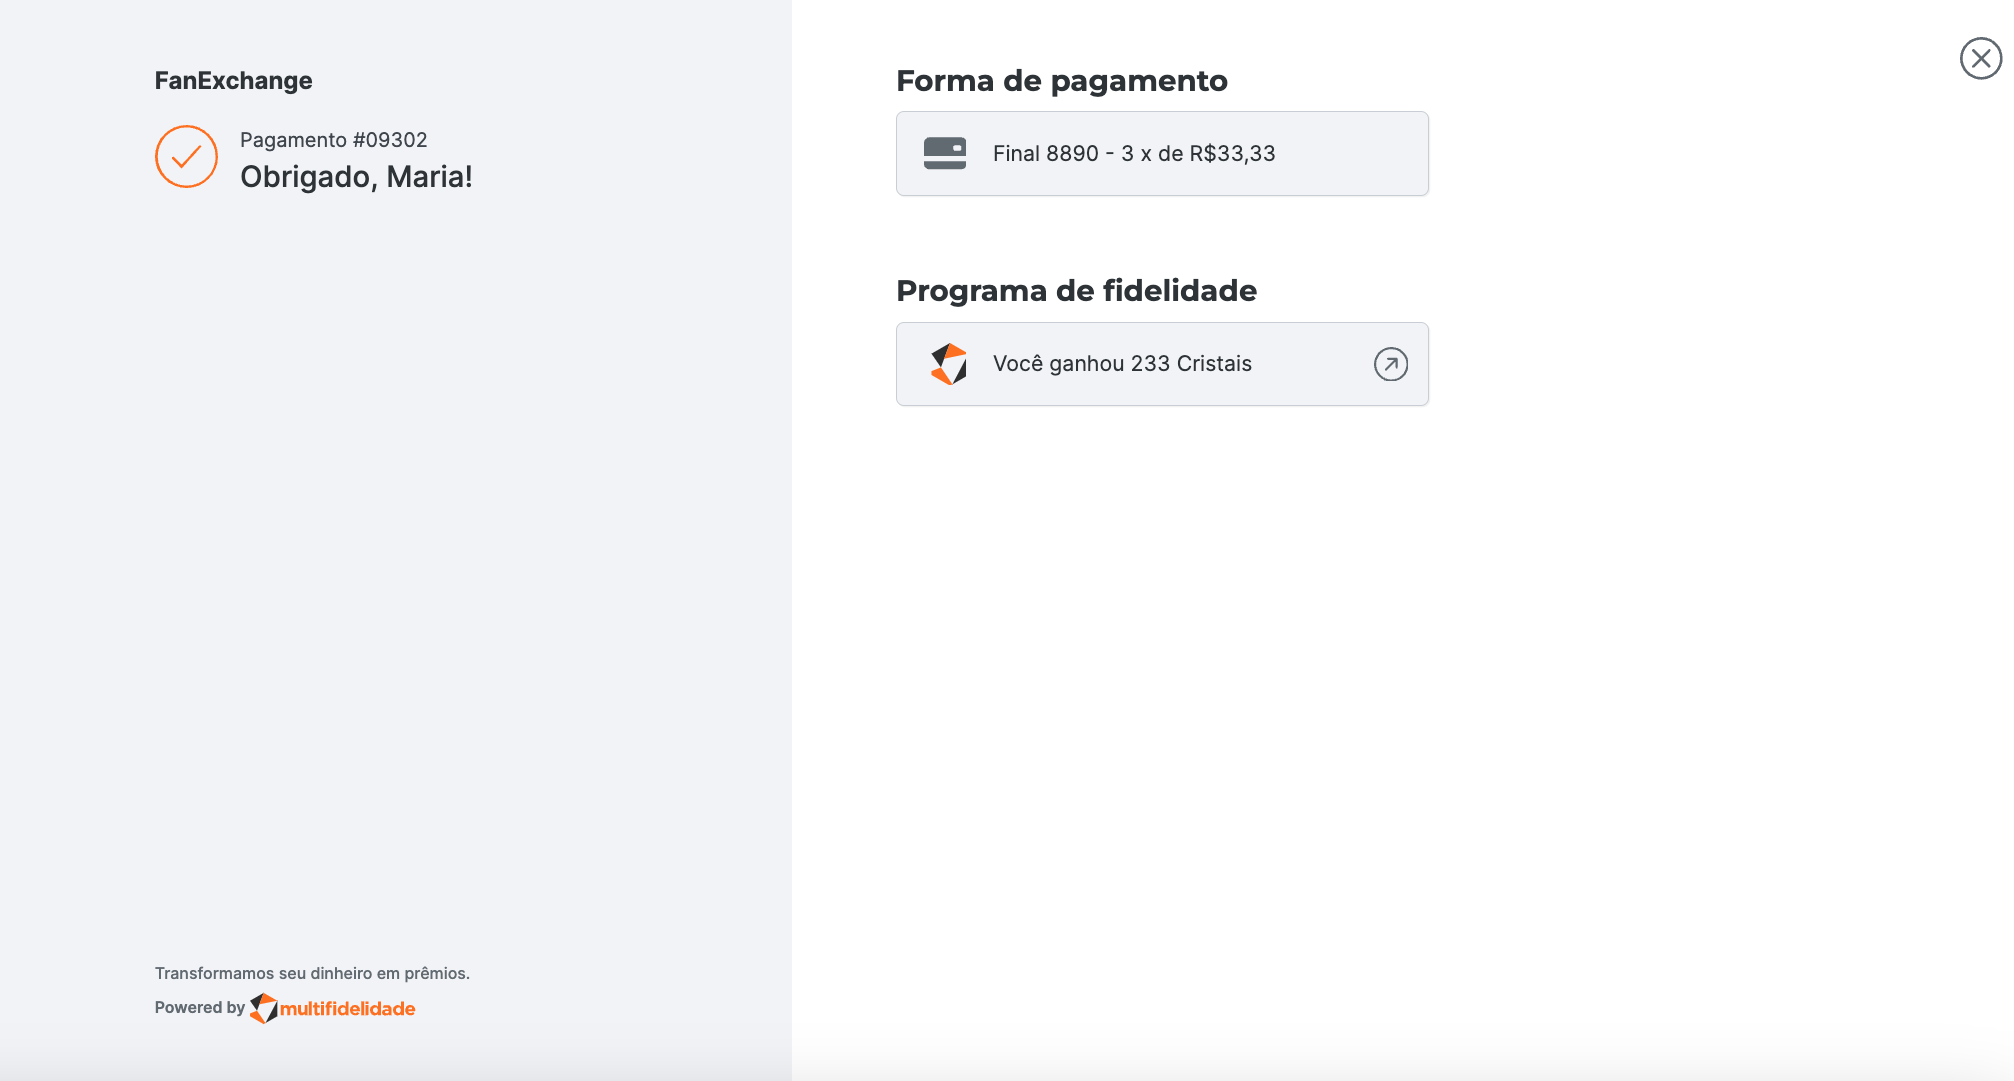 FanExchange
Pagamento #09302
Obrigado, Maria!
Transformamos seu dinheiro em prêmios.
Powered by multifidelidade
Forma de pagamento
Final 8890 - 3 x de R$33,33
Programa de fidelidade
Você ganhou 233 Cristais